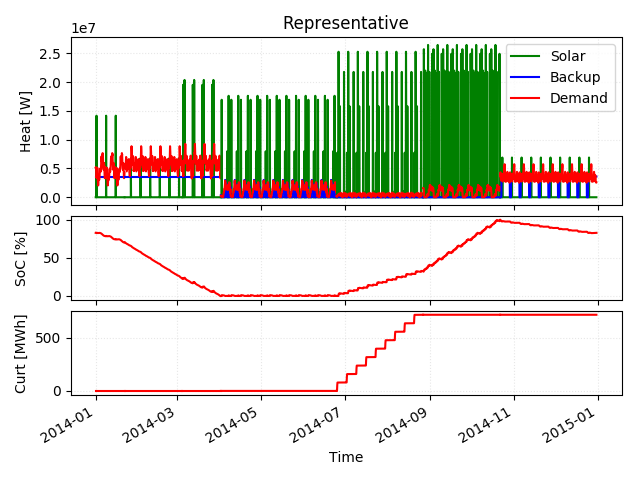 Representative
1e7
Heat [W]
2.5
2.0
1.5
1.0
0.5
0.0
Solar
Backup
Demand
SoC [%]
100
50
0
Curt [MWh]
500
0
2014-01
2014-03
2014-05
2014-07
2014-09
2014-11
2015-01
Time